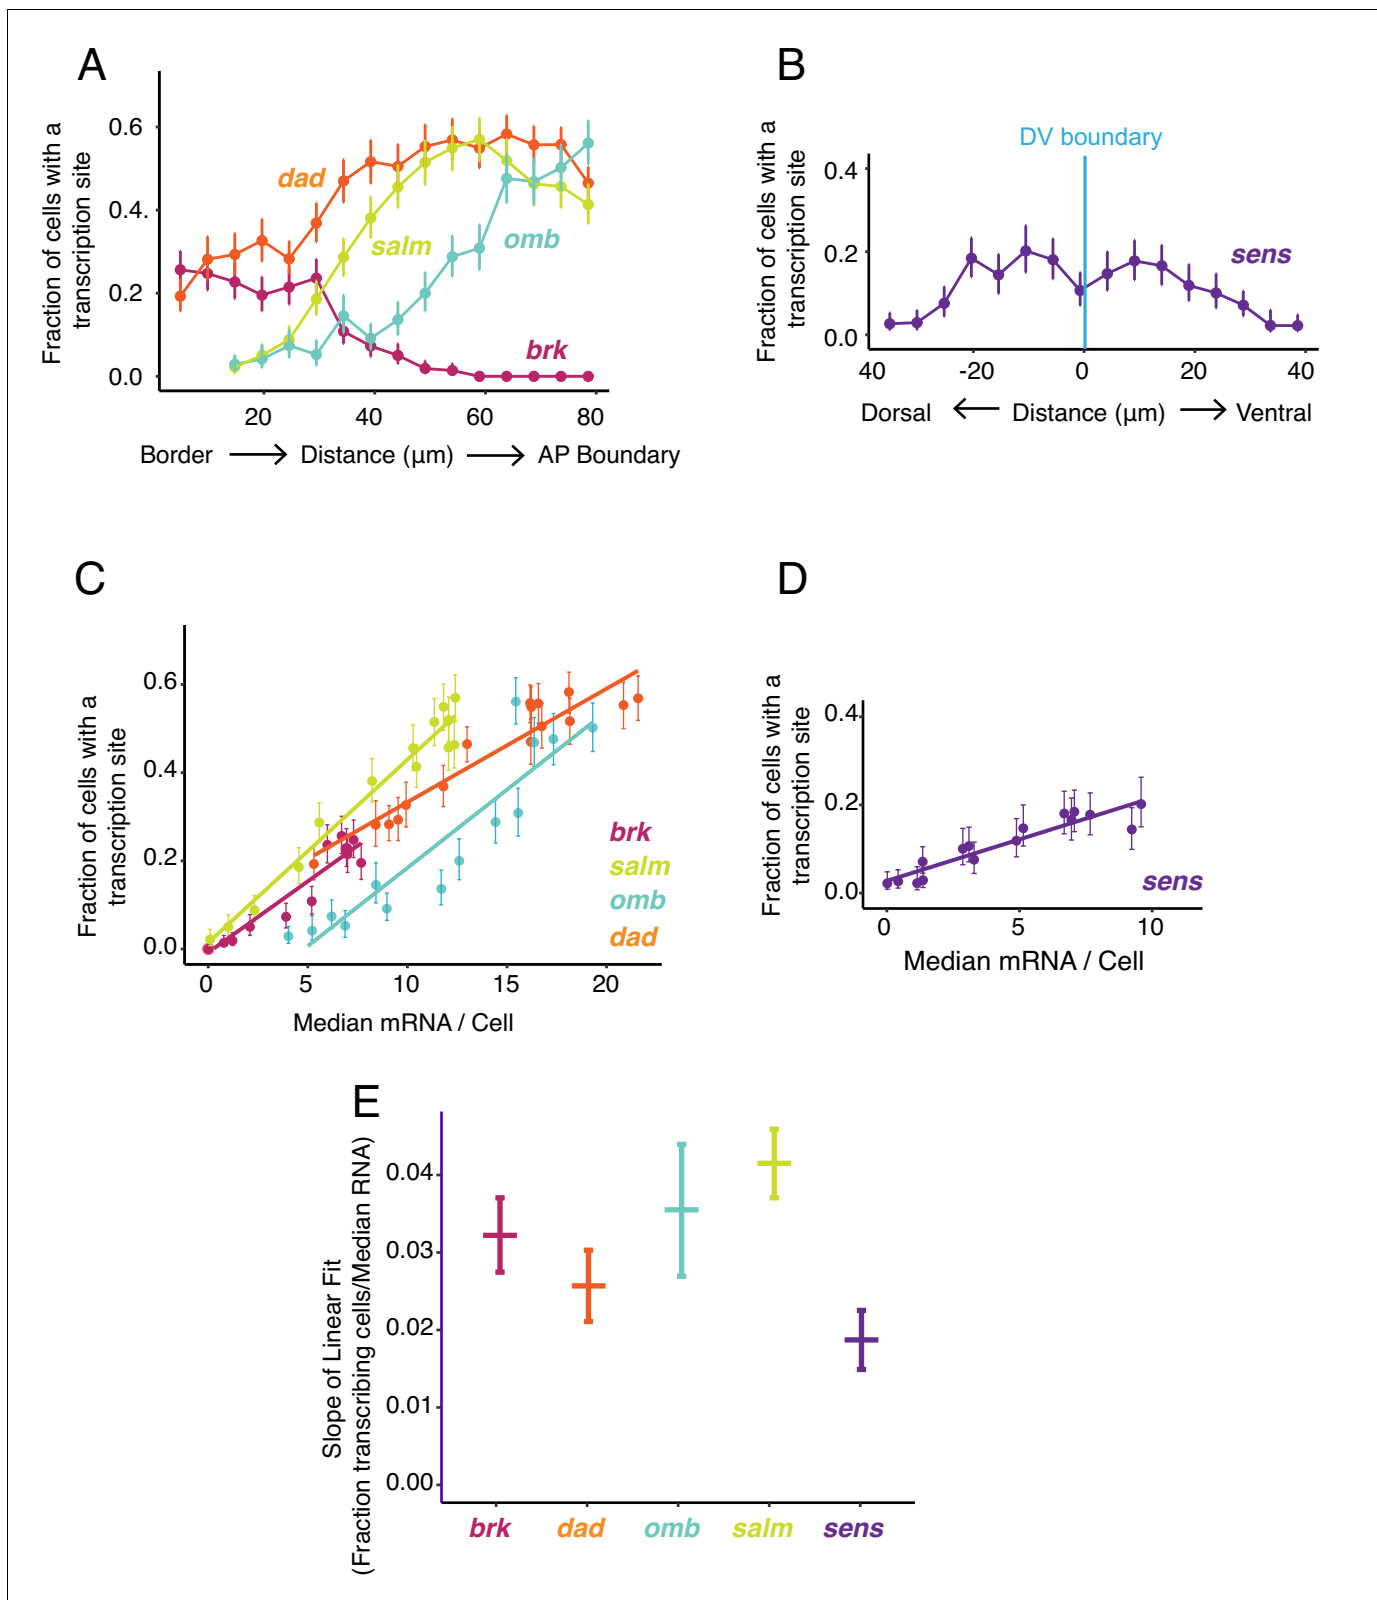 A
Fraction of cells with a
transcription site
0.6
0.4.
0.2
0.0
dad
salm
omb
brk
20
40
60
80
Border
Distance (µm)
AP Boundary
B
Fraction of cells with a
transcription site
0.4
0.2
0.0
DV boundary
sens
40
-20
0
20
40
Dorsal
Distance (µm)
Ventral
C
Fraction of cells with a
transcription site
0.6
0.4
0.2
0.0
brk
salm
omb
dad
0
5
10
15
20
Median mRNA / Cell
D
Fraction of cells with a
transcription site
0.4
0.2
0.0
sens
0
5
10
Median mRNA / Cell
E
Slope of Linear Fit
(Fraction transcribing cells/Median RNA)
0.04
0.03
0.02
0.01
0.00
brk
dad
omb
salm
sens